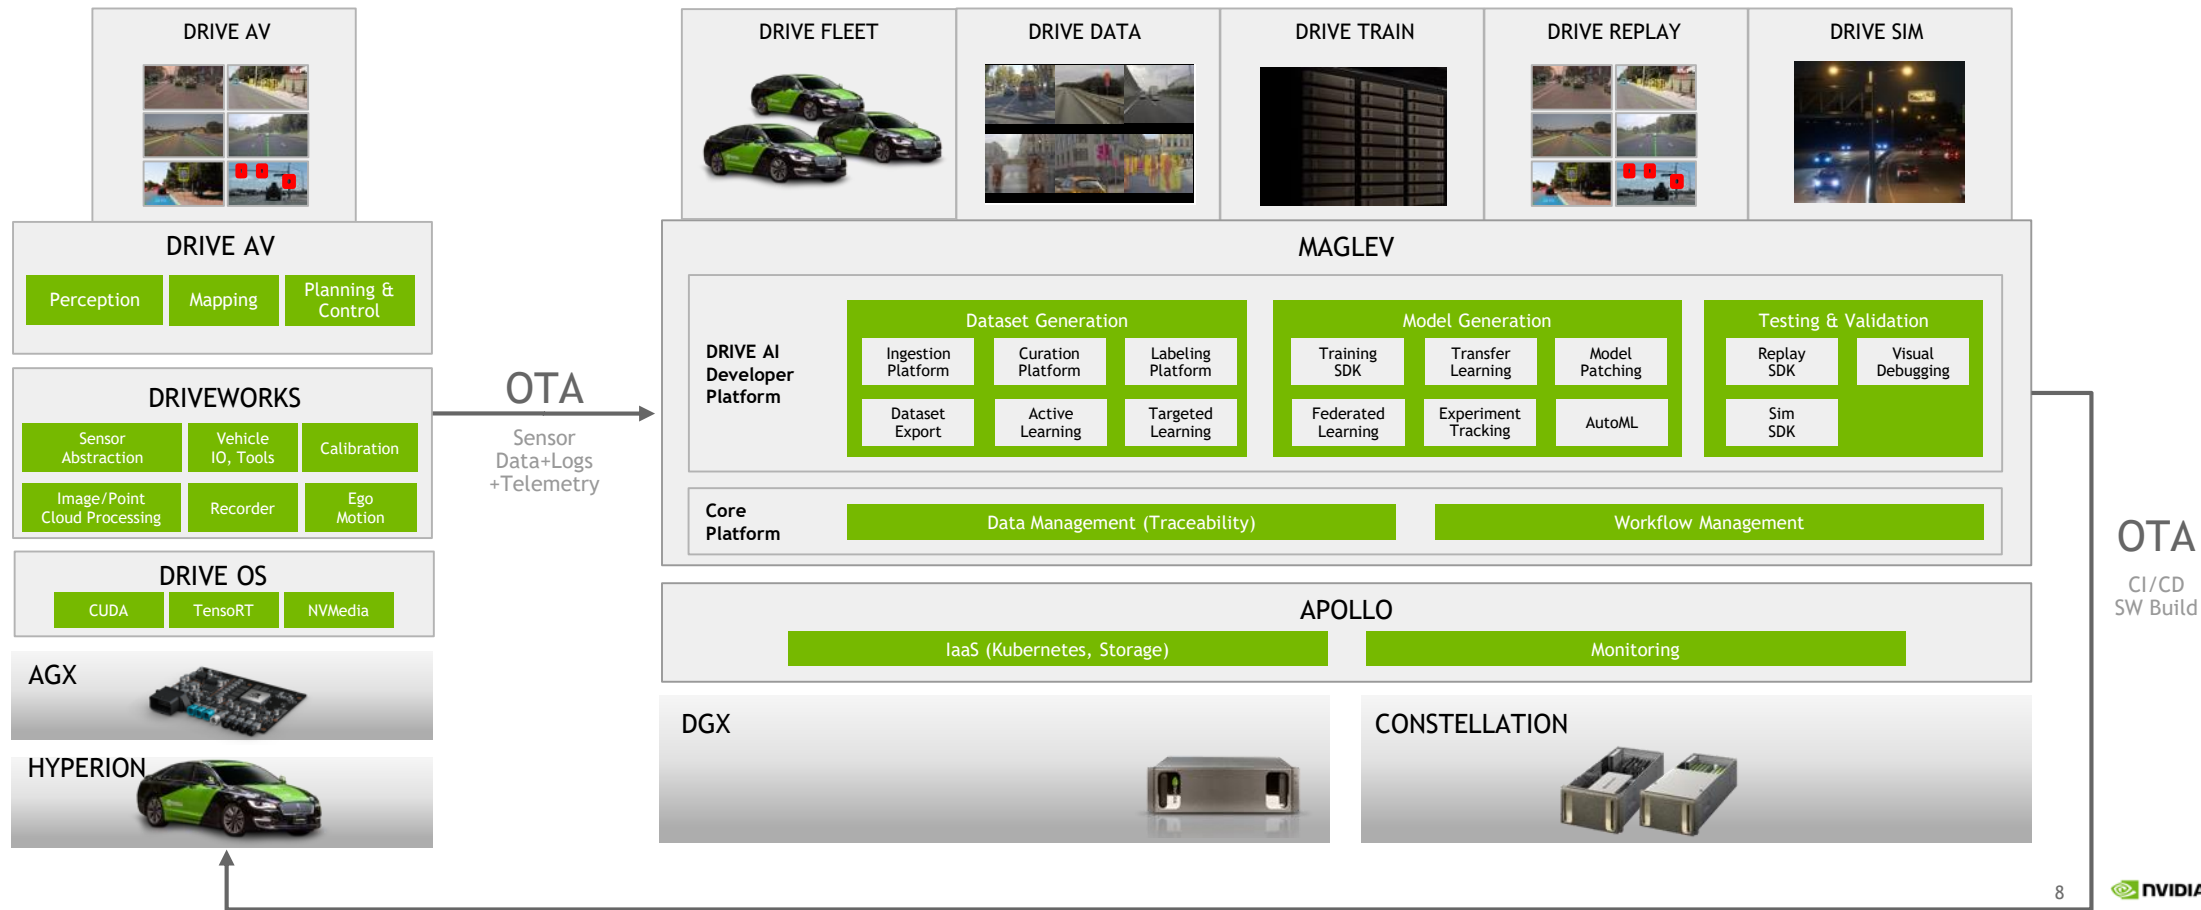 DRIVE AV
DRIVE AV
Perception
Mapping
Planning &
Control
DRIVEWORKS
Sensor
Abstraction
Vehicle
IO, Tools
Calibration
Image/Point
Cloud Processing
Recorder
Ego
Motion
DRIVE OS
CUDA
TensoRT
NVMedia
AGX
HYPERION
OTA
Sensor
Data+Logs
+Telemetry
DRIVE FLEET
DRIVE DATA
DRIVE TRAIN
DRIVE REPLAY
DRIVE SIM
MAGLEV
DRIVE AI
Developer
Platform
Dataset Generation
Ingestion
Platform
Curation
Platform
Labeling
Platform
Dataset
Export
Active
Learning
Targeted
Learning
Model Generation
Training
SDK
Transfer
Learning
Model
Patching
Federated
Learning
Experiment
Tracking
AutoML
Testing & Validation
Replay
SDK
Visual
Debugging
Sim
SDK
Core
Platform
Data Management (Traceability)
Workflow Management
APOLLO
IaaS (Kubernetes, Storage)
Monitoring
DGX
CONSTELLATION
OTA
CI/CD
SW Build
8
NVIDIA